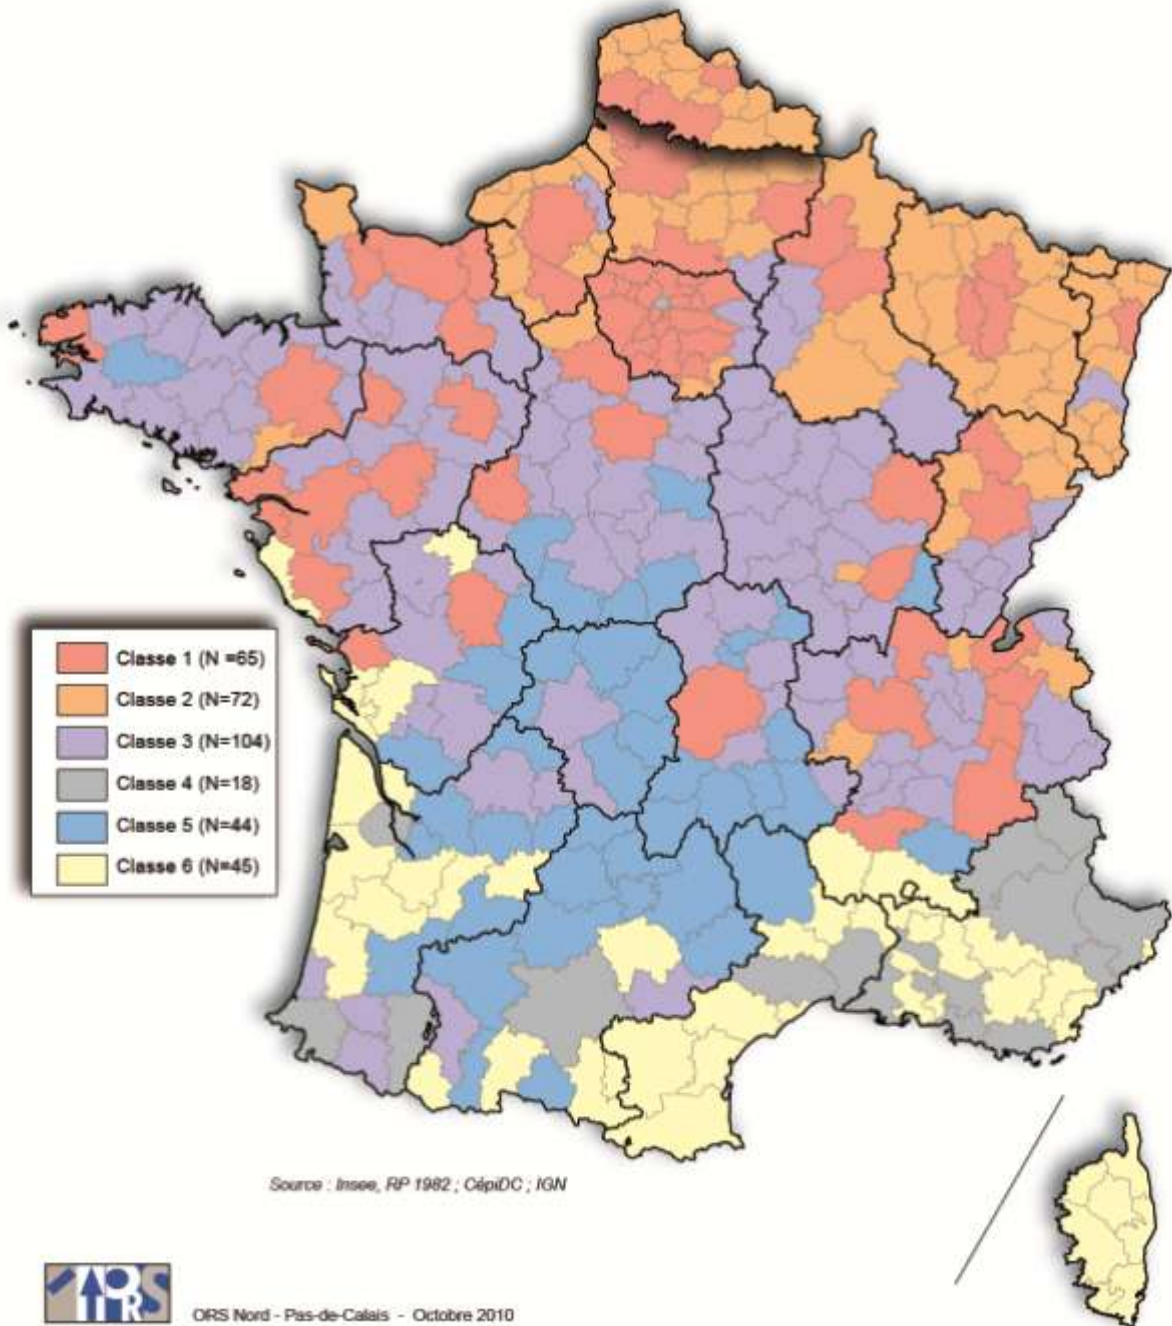 Classe 1 (N =65)
Classe 2 (N=72)
Classe 3 (N=104)
Classe 4 (N=18)
Classe 5 (N=44)
Classe 6 (N=45)
Source : Insee, RP 1982 ; CépiDC ; IGN
ORS
ORS Nord - Pas-de-Calais - Octobre 2010